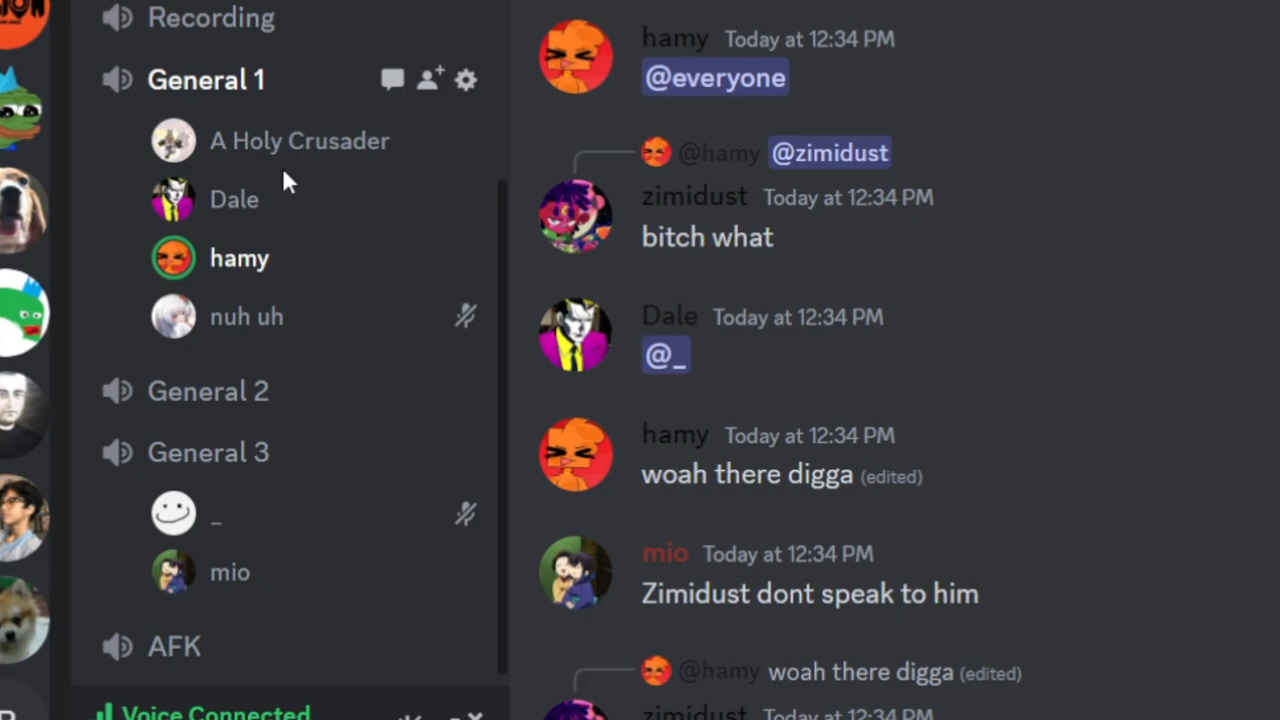 Recording
General 1
A Holy Crusader
Dale
hamy
nuh uh
General 2
General 3
_
mio
AFK
Voice Connected
hamy Today at 12:34 PM
@everyone
@hamy @zimidust
zimidust Today at 12:34 PM
bitch what
Dale Today at 12:34 PM
@_
hamy Today at 12:34 PM
woah there digga (edited)
mio Today at 12:34 PM
Zimidust dont speak to him
@hamy woah there digga (edited)
zimidust Today at 12:34 PM